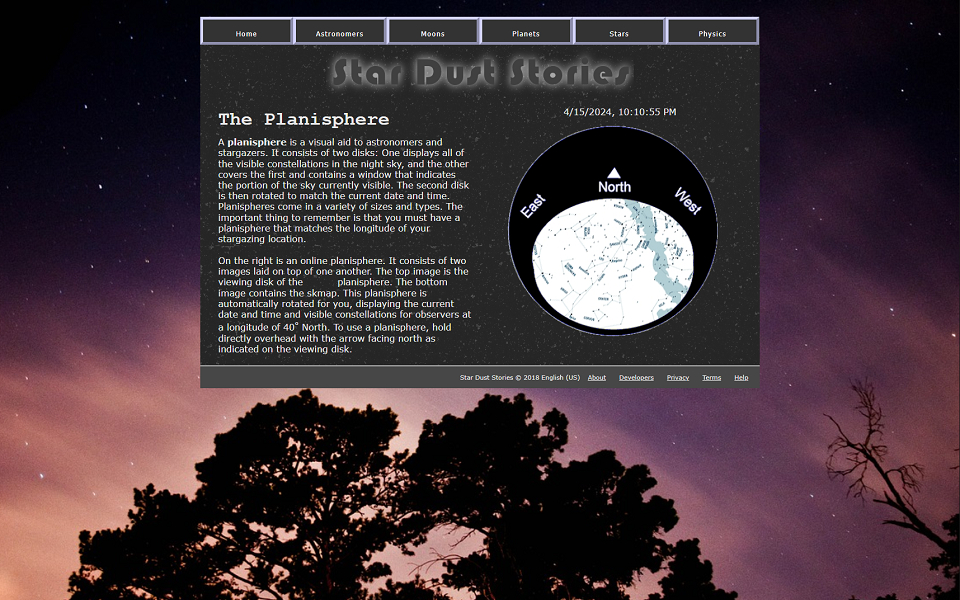 Home Astronomers Moons Planets Stars Physics
Star Dust Stories
The Planisphere
A planisphere is a visual aid to astronomers and
stargazers. It consists of two disks: One displays all of
the visible constellations in the night sky, and the other
covers the first and contains a window that indicates
the portion of the sky currently visible. The second disk
is then rotated to match the current date and time.
Planispheres come in a variety of sizes and types. The
important thing to remember is that you must have a
planisphere that matches the longitude of your
stargazing location.
On the right is an online planisphere. It consists of two
images laid on top of one another. The top image is the
viewing disk of the planisphere. The bottom
image contains the skmap. This planisphere is
automatically rotated for you, displaying the current
date and time and visible constellations for observers at
a longitude of 40° North. To use a planisphere, hold
directly overhead with the arrow facing north as
indicated on the viewing disk.
4/15/2024, 10:10:55 PM
North
East
West
Star Dust Stories © 2018 English (US) About Developers Privacy Terms Help